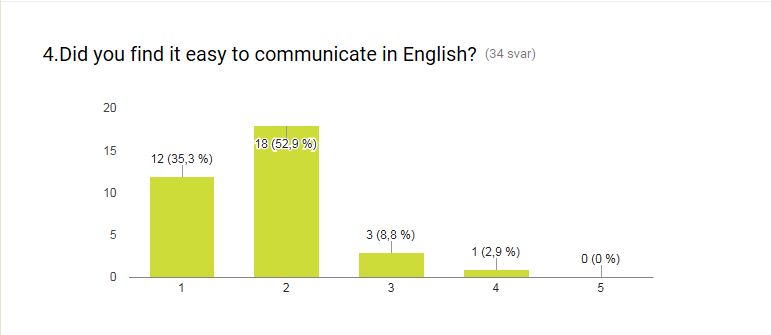 4.Did you find it easy to communicate in English? (34 svar)
20
15
10
5
0
12 (35,3 %)
18 (52,9 %)
3 (8,8 %)
1 (2,9 %)
0 (0 %)
1 2 3 4 5